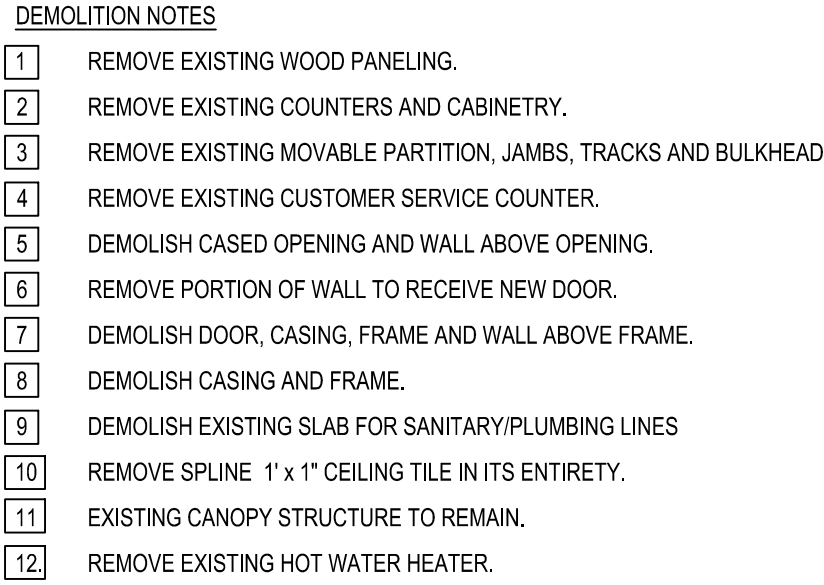 DEMOLITION NOTES
1 REMOVE EXISTING WOOD PANELING.
2 REMOVE EXISTING COUNTERS AND CABINETRY.
3 REMOVE EXISTING MOVABLE PARTITION, JAMBS, TRACKS AND BULKHEAD
4 REMOVE EXISTING CUSTOMER SERVICE COUNTER.
5 DEMOLISH CASED OPENING AND WALL ABOVE OPENING.
6 REMOVE PORTION OF WALL TO RECEIVE NEW DOOR.
7 DEMOLISH DOOR, CASING, FRAME AND WALL ABOVE FRAME.
8 DEMOLISH CASING AND FRAME.
9 DEMOLISH EXISTING SLAB FOR SANITARY/PLUMBING LINES
10 REMOVE SPLINE 1' x 1" CEILING TILE IN ITS ENTIRETY.
11 EXISTING CANOPY STRUCTURE TO REMAIN.
12. REMOVE EXISTING HOT WATER HEATER.